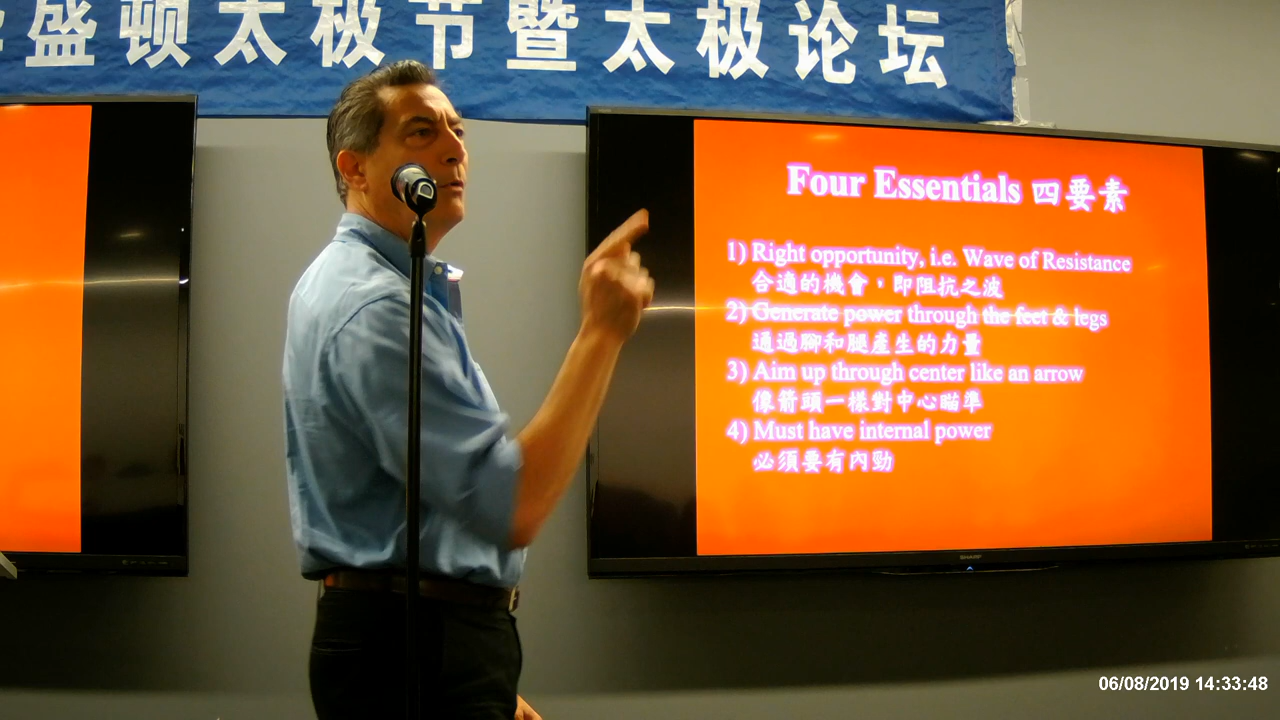 盛顿太极节暨太极论坛
Four Essentials 四要素
1) Right opportunity, i.e. Wave of Resistance
合適的機會，即阻抗之波
2) Generate power through the feet & legs
通過腳和腿產生的力量
3) Aim up through center like an arrow
像箭頭一樣對中心瞄準
4) Must have internal power
必須要有內勁
SHARP
06/08/2019 14:33:48